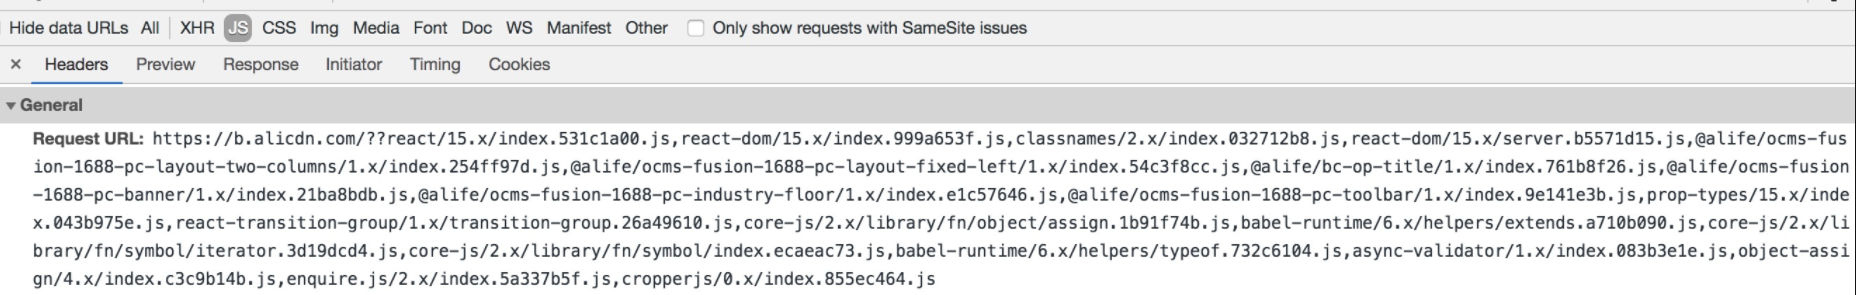 Hide data URLs All XHR JS CSS Img Media Font Doc WS Manifest Other Only show requests with SameSite issues
× Headers Preview Response Initiator Timing Cookies
▼ General
Request URL: https://b.alicdn.com/??react/15.x/index.531c1a00.js,react-dom/15.x/index.999a653f.js,classnames/2.x/index.032712b8.js,react-dom/15.x/server.b5571d15.js,@alife/ocms-fus
ion-1688-pc-layout-two-columns/1.x/index.254ff97d.js,@alife/ocms-fusion-1688-pc-layout-fixed-left/1.x/index.54c3f8cc.js,@alife/bc-op-title/1.x/index.761b8f26.js,@alife/ocms-fusion
-1688-pc-banner/1.x/index.21ba8bdb.js,@alife/ocms-fusion-1688-pc-industry-floor/1.x/index.e1c57646.js,@alife/ocms-fusion-1688-pc-toolbar/1.x/index.9e141e3b.js,prop-types/15.x/inde
x.043b975e.js,react-transition-group/1.x/transition-group.26a49610.js,core-js/2.x/library/fn/object/assign.1b91f74b.js,babel-runtime/6.x/helpers/extends.a710b090.js,core-js/2.x/li
brary/fn/symbol/iterator.3d19dcd4.js,core-js/2.x/library/fn/symbol/index.ecaeac73.js,babel-runtime/6.x/helpers/typeof.732c6104.js,async-validator/1.x/index.083b3e1e.js,object-assi
gn/4.x/index.c3c9b14b.js,enquire.js/2.x/index.5a337b5f.js,cropperjs/0.x/index.855ec464.js